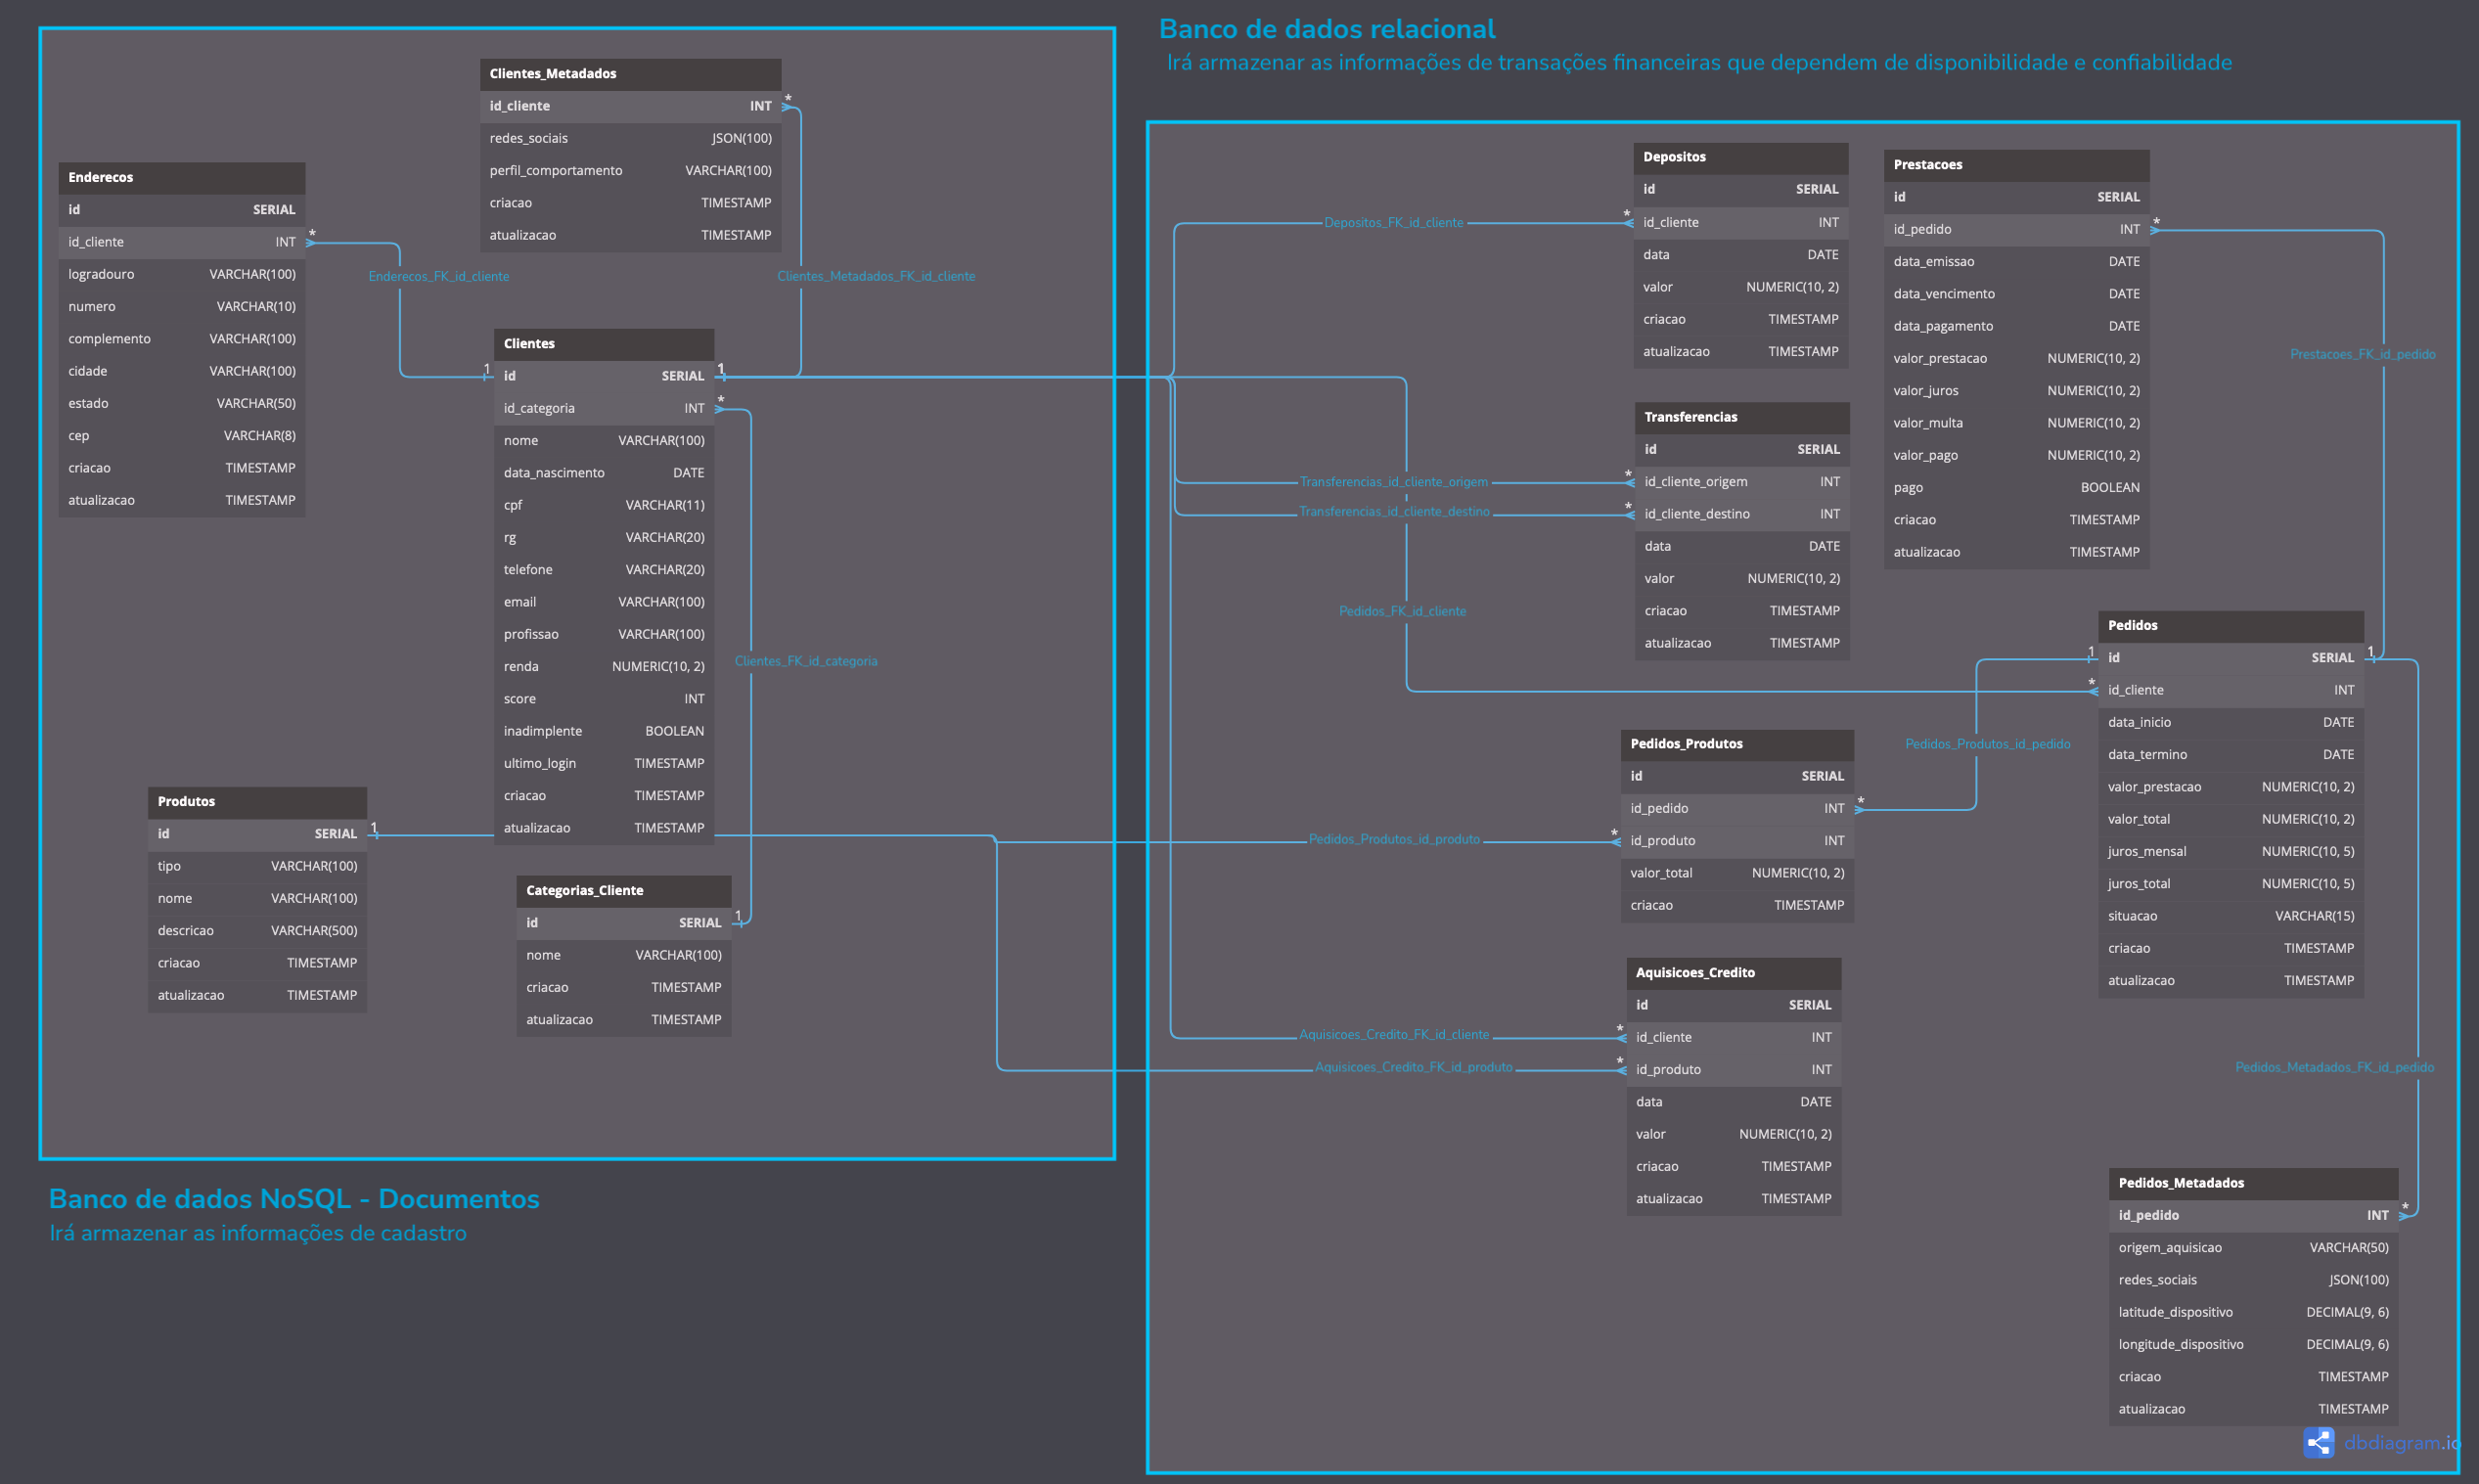 Banco de dados relacional
Irá armazenar as informações de transações financeiras que dependem de disponibilidade e confiabilidade
Clientes_Metadados
id_cliente INT
redes_sociais JSON(100)
perfil_comportamento VARCHAR(100)
criacao TIMESTAMP
atualizacao TIMESTAMP
*
Clientes_Metadados_FK_id_cliente
Enderecos
id SERIAL
id_cliente INT
logradouro VARCHAR(100)
numero VARCHAR(10)
complemento VARCHAR(100)
cidade VARCHAR(100)
estado VARCHAR(50)
cep VARCHAR(8)
criacao TIMESTAMP
atualizacao TIMESTAMP
*
Enderecos_FK_id_cliente
1
Clientes
id SERIAL
id_categoria INT
nome VARCHAR(100)
data_nascimento DATE
cpf VARCHAR(11)
rg VARCHAR(20)
telefone VARCHAR(20)
email VARCHAR(100)
profissao VARCHAR(100)
renda NUMERIC(10, 2)
score INT
inadimplente BOOLEAN
ultimo_login TIMESTAMP
criacao TIMESTAMP
atualizacao TIMESTAMP
1
*
Clientes_FK_id_categoria
Produtos
id SERIAL
tipo VARCHAR(100)
nome VARCHAR(100)
descricao VARCHAR(500)
criacao TIMESTAMP
atualizacao TIMESTAMP
1
Categorias_Cliente
id SERIAL
nome VARCHAR(100)
criacao TIMESTAMP
atualizacao TIMESTAMP
1
Banco de dados NoSQL - Documentos
Irá armazenar as informações de cadastro
Depositos
id SERIAL
id_cliente INT
data DATE
valor NUMERIC(10, 2)
criacao TIMESTAMP
atualizacao TIMESTAMP
*
Depositos_FK_id_cliente
Prestacoes
id SERIAL
id_pedido INT
data_emissao DATE
data_vencimento DATE
data_pagamento DATE
valor_prestacao NUMERIC(10, 2)
valor_juros NUMERIC(10, 2)
valor_multa NUMERIC(10, 2)
valor_pago NUMERIC(10, 2)
pago BOOLEAN
criacao TIMESTAMP
atualizacao TIMESTAMP
*
Prestacoes_FK_id_pedido
Transferencias
id SERIAL
id_cliente_origem INT
id_cliente_destino INT
data DATE
valor NUMERIC(10, 2)
criacao TIMESTAMP
atualizacao TIMESTAMP
*
*
Transferencias_id_cliente_origem
Transferencias_id_cliente_destino
Pedidos_FK_id_cliente
Pedidos
id SERIAL
id_cliente INT
data_inicio DATE
data_termino DATE
valor_prestacao NUMERIC(10, 2)
valor_total NUMERIC(10, 2)
juros_mensal NUMERIC(10, 5)
juros_total NUMERIC(10, 5)
situacao VARCHAR(15)
criacao TIMESTAMP
atualizacao TIMESTAMP
1
1
*
Pedidos_Produtos_id_pedido
Pedidos_Produtos
id SERIAL
id_pedido INT
id_produto INT
valor_total NUMERIC(10, 2)
criacao TIMESTAMP
*
*
Pedidos_Produtos_id_produto
Aquisicoes_Credito
id SERIAL
id_cliente INT
id_produto INT
data DATE
valor NUMERIC(10, 2)
criacao TIMESTAMP
atualizacao TIMESTAMP
*
*
Aquisicoes_Credito_FK_id_cliente
Aquisicoes_Credito_FK_id_produto
Pedidos_Metadados_FK_id_pedido
Pedidos_Metadados
id_pedido INT
origem_aquisicao VARCHAR(50)
redes_sociais JSON(100)
latitude_dispositivo DECIMAL(9, 6)
longitude_dispositivo DECIMAL(9, 6)
criacao TIMESTAMP
atualizacao TIMESTAMP
*
dbdiagram.io